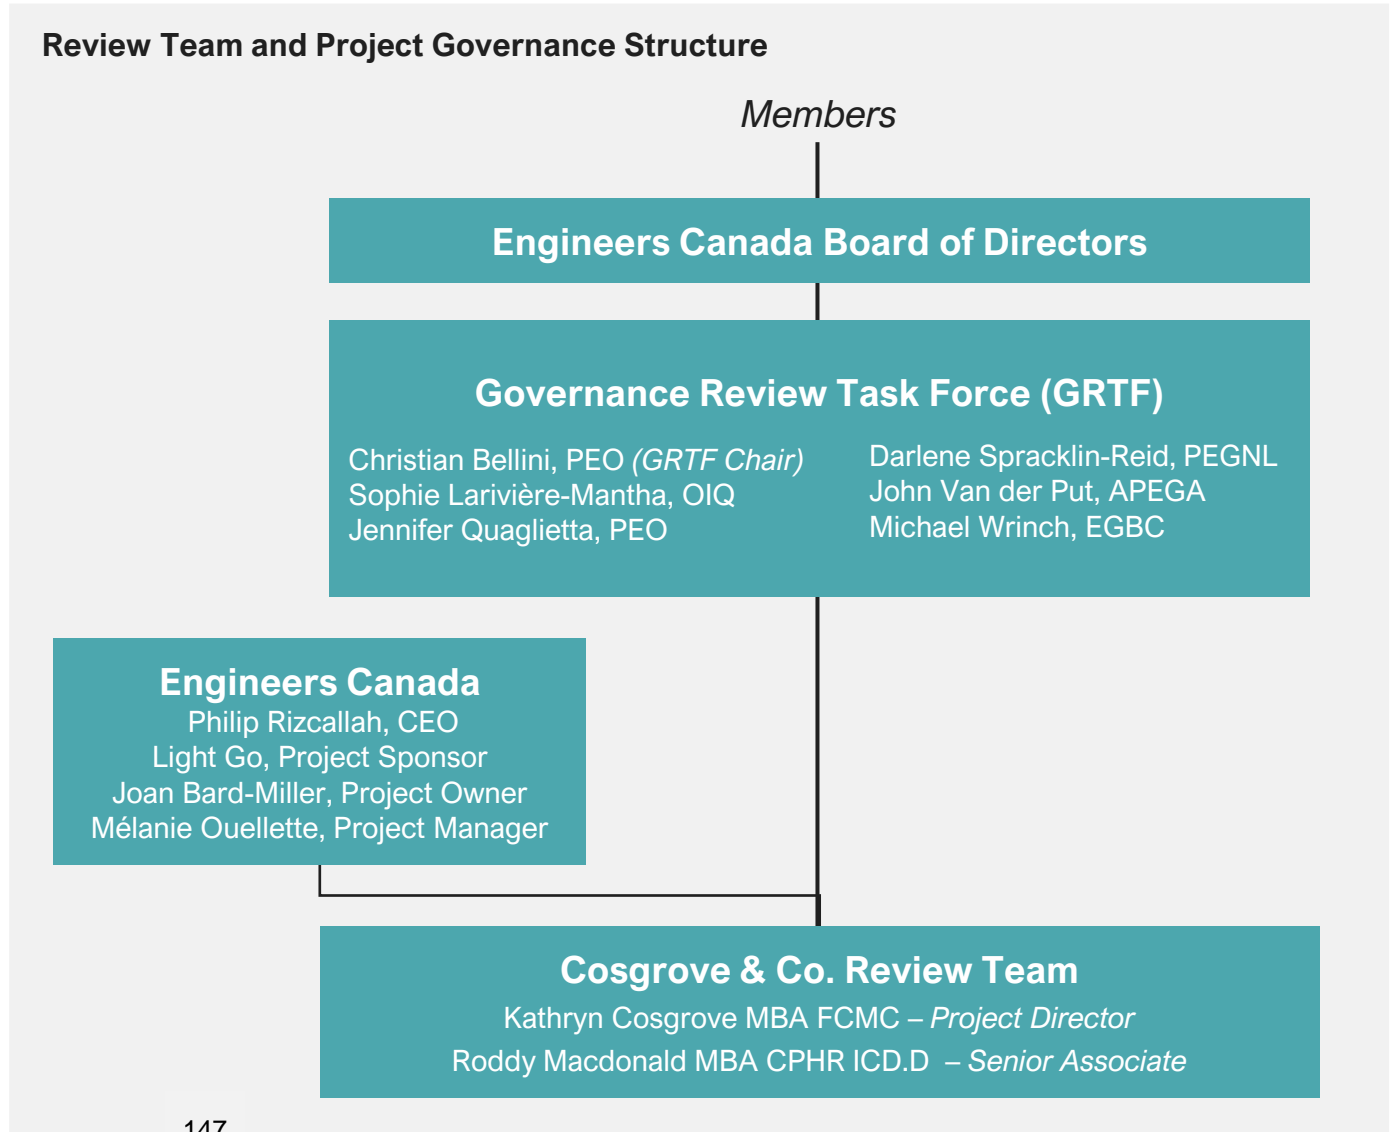 Review Team and Project Governance Structure
Members
Engineers Canada Board of Directors
Governance Review Task Force (GRTF)
Christian Bellini, PEO (GRTF Chair)
Sophie Larivière-Mantha, OIQ
Jennifer Quaglietta, PEO
Darlene Spracklin-Reid, PEGNL
John Van der Put, APEGA
Michael Wrinch, EGBC
Engineers Canada
Philip Rizcallah, CEO
Light Go, Project Sponsor
Joan Bard-Miller, Project Owner
Mélanie Ouellette, Project Manager
Cosgrove & Co. Review Team
Kathryn Cosgrove MBA FCMC – Project Director
Roddy Macdonald MBA CPHR ICD.D – Senior Associate
147